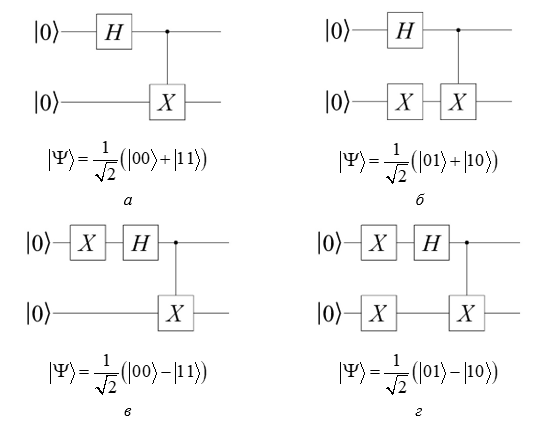 |0⟩ H
|0⟩ X
|Ψ⟩ = 1/√2 (|00⟩ + |11⟩)
а
|0⟩ H
|0⟩ X X
|Ψ⟩ = 1/√2 (|01⟩ + |10⟩)
б
|0⟩ X H
|0⟩ X
|Ψ⟩ = 1/√2 (|00⟩ − |11⟩)
в
|0⟩ X H
|0⟩ X X
|Ψ⟩ = 1/√2 (|01⟩ − |10⟩)
г